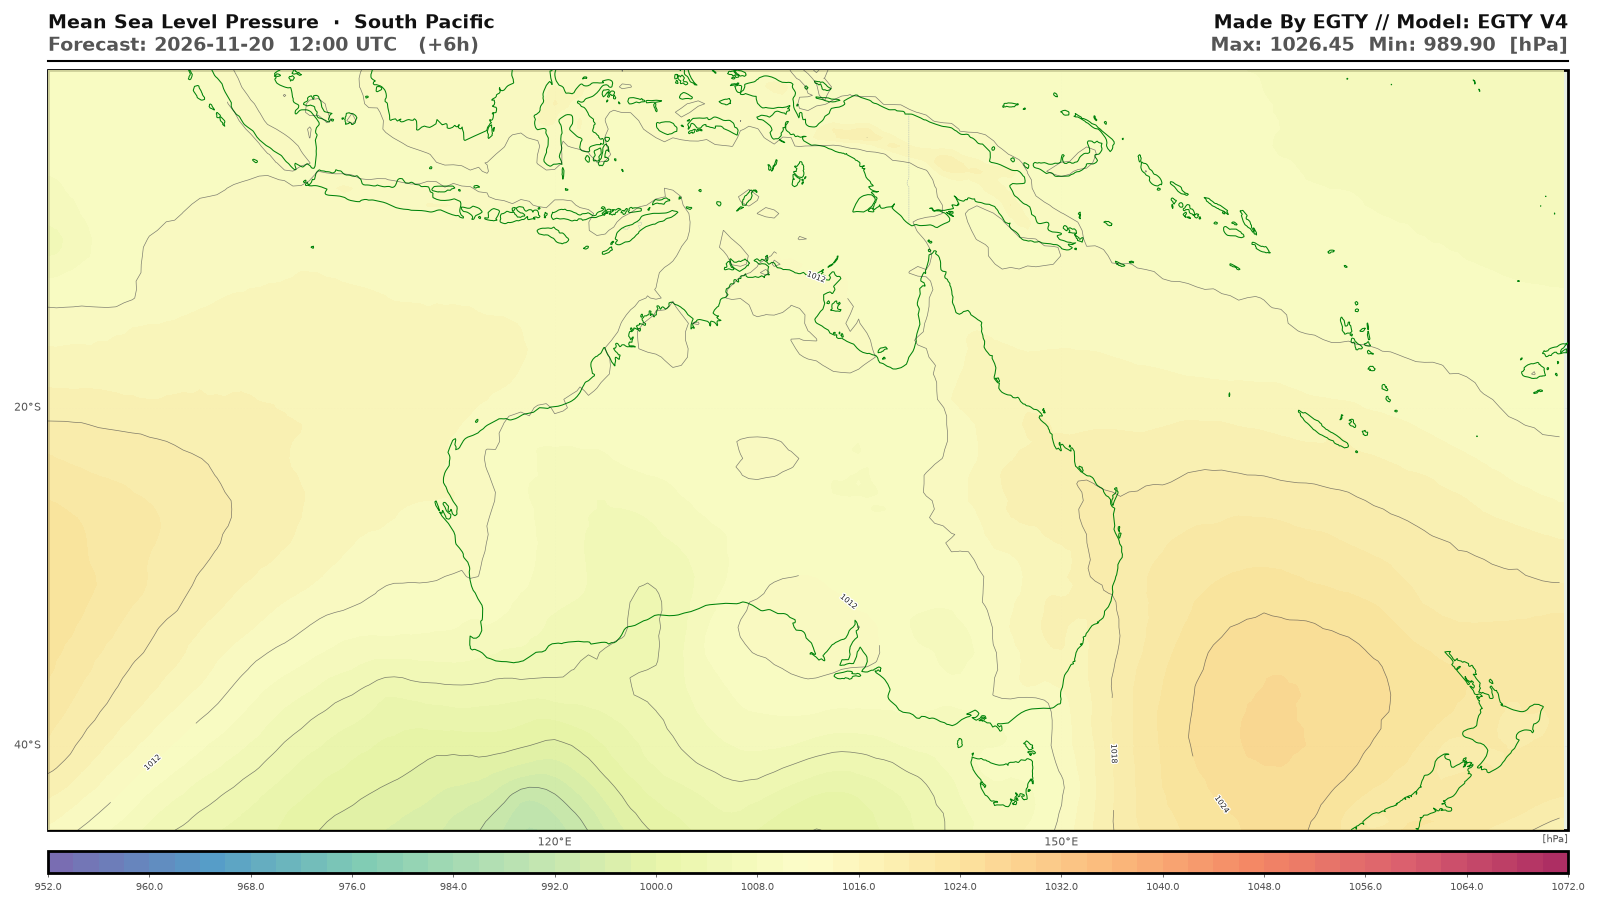 Mean Sea Level Pressure · South Pacific
Made By EGTY // Model: EGTY V4
Forecast: 2026-11-20 12:00 UTC (+6h)
Max: 1026.45 Min: 989.90 [hPa]
1012
20°S
1012
40°S
1012
1018
1024
120°E
150°E
[hPa]
952.0 960.0 968.0 976.0 984.0 992.0 1000.0 1008.0 1016.0 1024.0 1032.0 1040.0 1048.0 1056.0 1064.0 1072.0